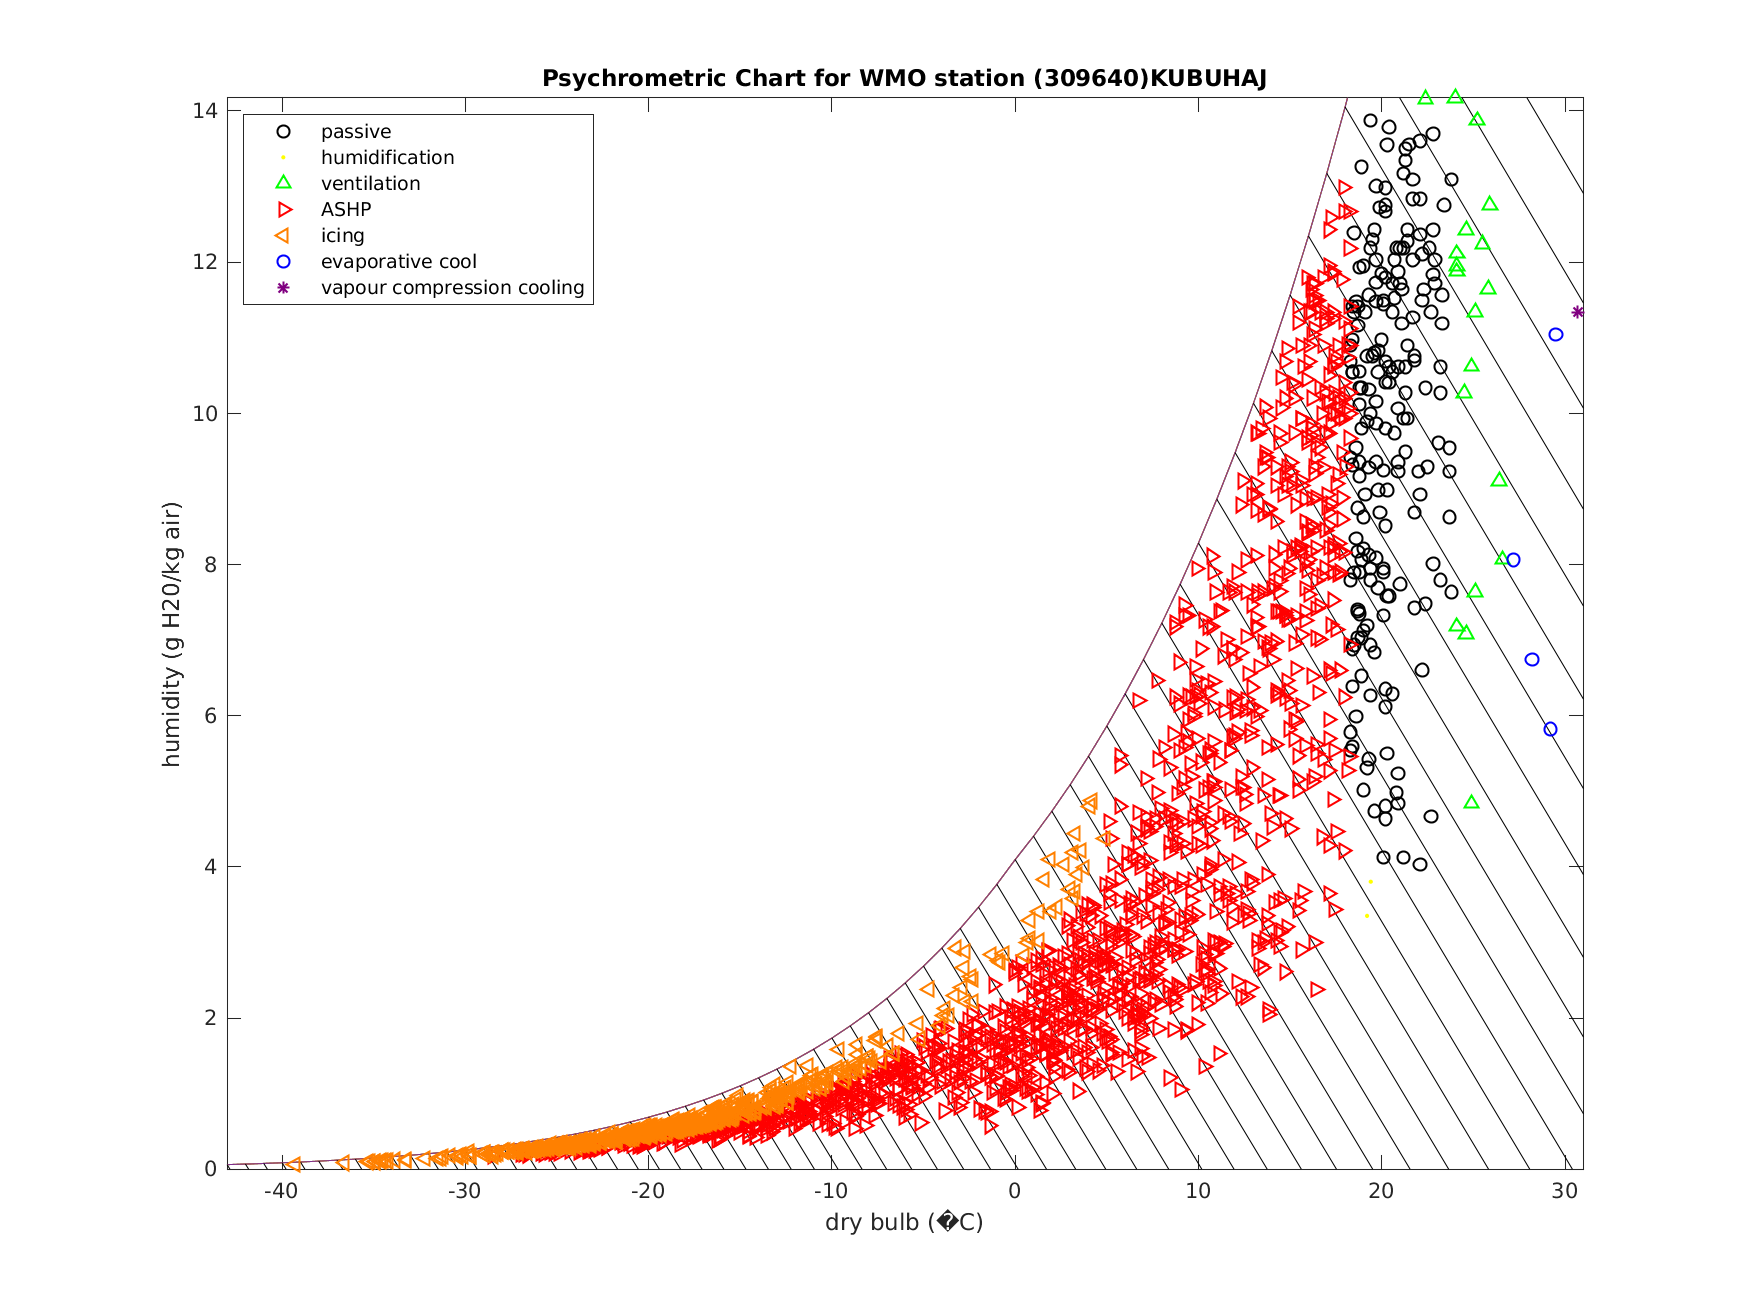 Psychrometric Chart for WMO station (309640)KUBUHAJ
passive
humidification
ventilation
ASHP
icing
evaporative cool
vapour compression cooling
humidity (g H20/kg air)
14
12
10
8
6
4
2
0
-40 -30 -20 -10 0 10 20 30
dry bulb (�C)